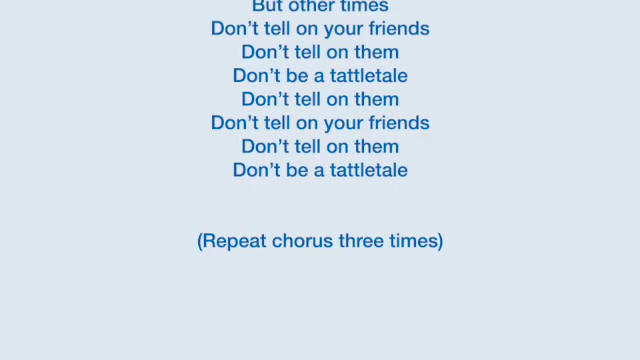 But other times
Don't tell on your friends
Don't tell on them
Don't be a tattletale
Don't tell on them
Don't tell on your friends
Don't tell on them
Don't be a tattletale
(Repeat chorus three times)